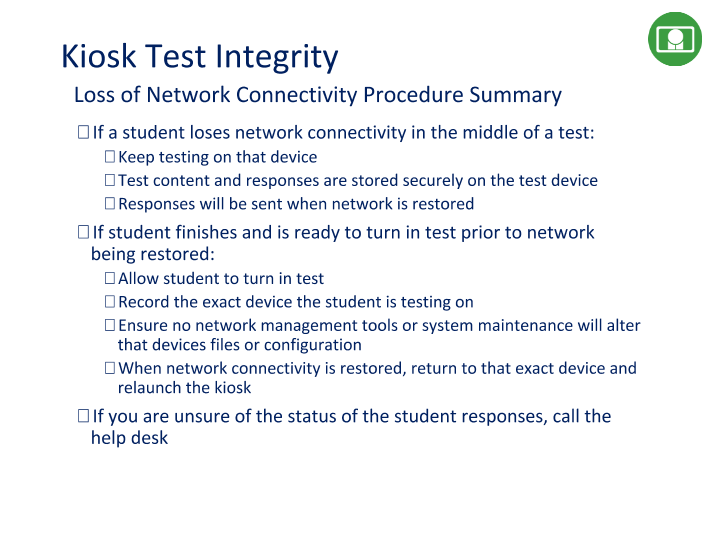 Kiosk Test Integrity
Loss of Network Connectivity Procedure Summary
If a student loses network connectivity in the middle of a test:
Keep testing on that device
Test content and responses are stored securely on the test device
Responses will be sent when network is restored
If student finishes and is ready to turn in test prior to network
being restored:
Allow student to turn in test
Record the exact device the student is testing on
Ensure no network management tools or system maintenance will alter
that devices files or configuration
When network connectivity is restored, return to that exact device and
relaunch the kiosk
If you are unsure of the status of the student responses, call the
help desk